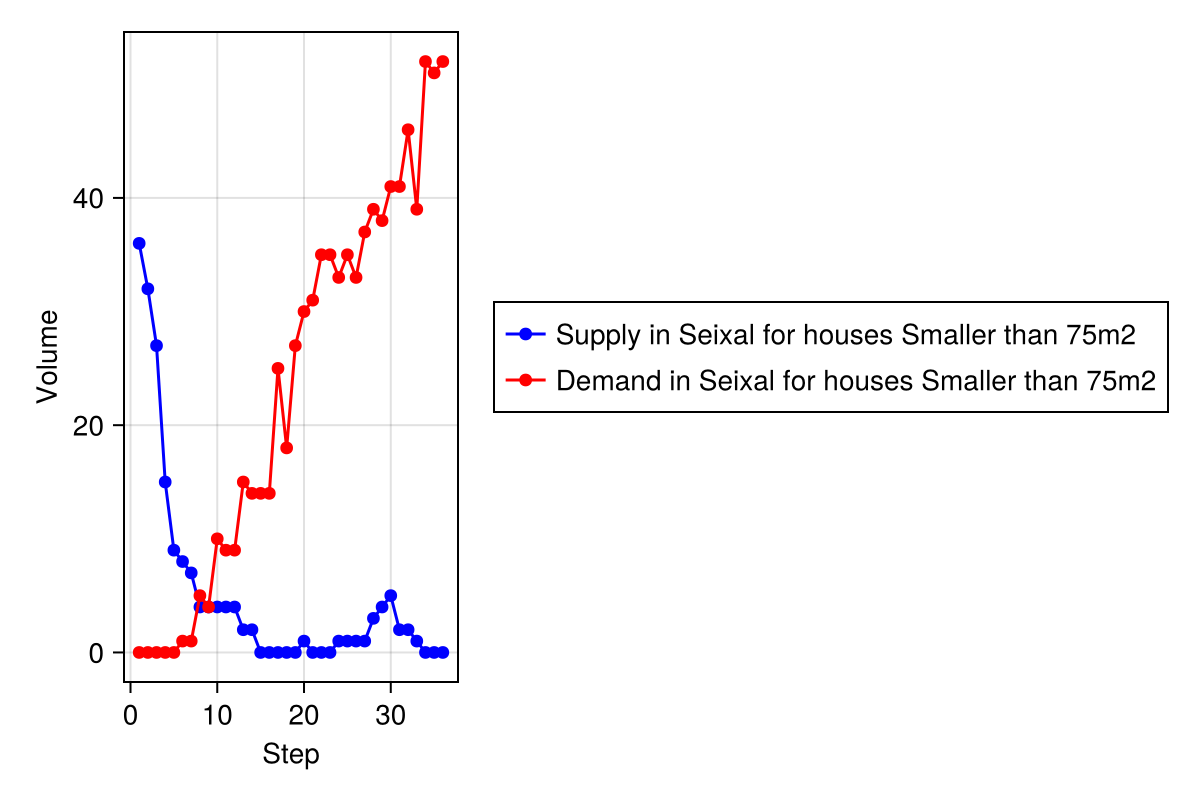 Volume
40
20
0
0 10 20 30
Step
Supply in Seixal for houses Smaller than 75m2
Demand in Seixal for houses Smaller than 75m2